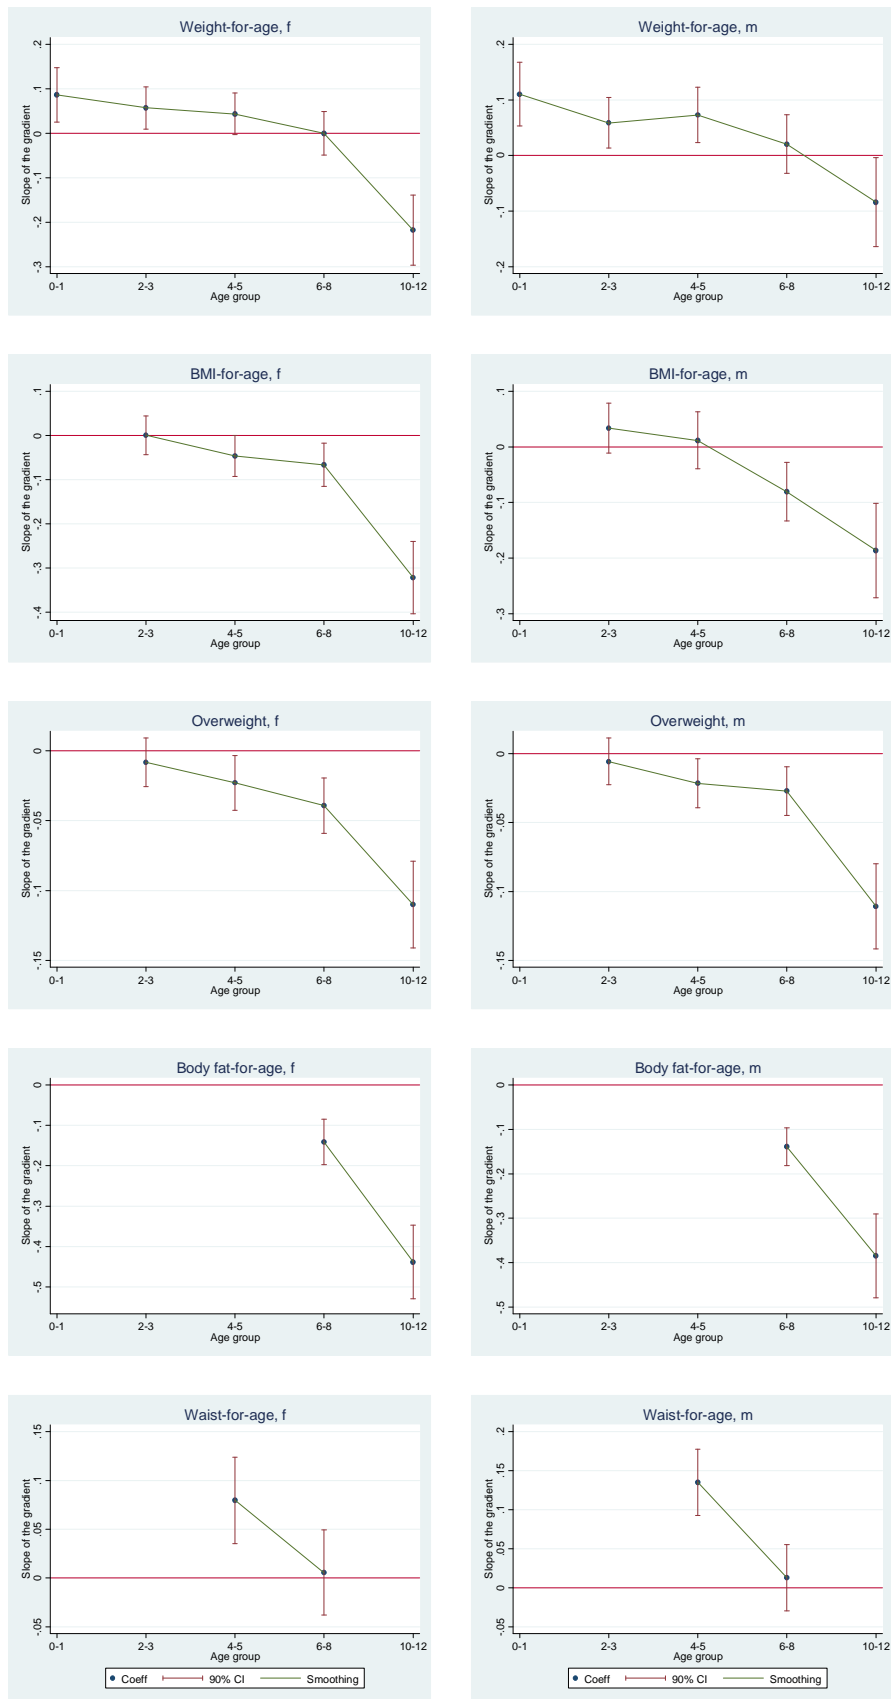 Weight-for-age, f
Slope of the gradient
.2
.1
0
-.1
-.2
-.3
0-1 2-3 4-5 6-8 10-12
Age group
Weight-for-age, m
Slope of the gradient
.2
.1
0
-.1
-.2
0-1 2-3 4-5 6-8 10-12
Age group
BMI-for-age, f
Slope of the gradient
.1
0
-.1
-.2
-.3
-.4
0-1 2-3 4-5 6-8 10-12
Age group
BMI-for-age, m
Slope of the gradient
.1
0
-.1
-.2
-.3
0-1 2-3 4-5 6-8 10-12
Age group
Overweight, f
Slope of the gradient
0
-.05
-.1
-.15
0-1 2-3 4-5 6-8 10-12
Age group
Overweight, m
Slope of the gradient
0
-.05
-.1
-.15
0-1 2-3 4-5 6-8 10-12
Age group
Body fat-for-age, f
Slope of the gradient
0
-.1
-.2
-.3
-.4
-.5
0-1 2-3 4-5 6-8 10-12
Age group
Body fat-for-age, m
Slope of the gradient
0
-.1
-.2
-.3
-.4
-.5
0-1 2-3 4-5 6-8 10-12
Age group
Waist-for-age, f
Slope of the gradient
.15
.1
.05
0
-.05
0-1 2-3 4-5 6-8 10-12
Age group
Coeff 90% CI Smoothing
Waist-for-age, m
Slope of the gradient
.2
.15
.1
.05
0
-.05
0-1 2-3 4-5 6-8 10-12
Age group
Coeff 90% CI Smoothing